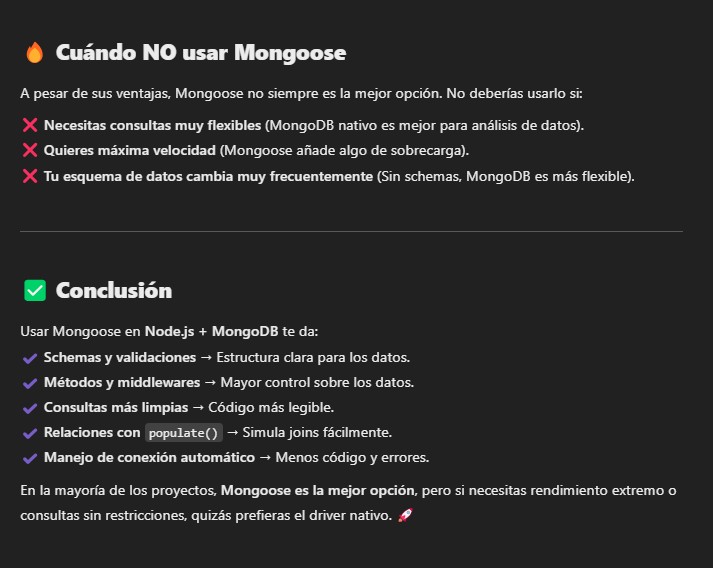 🔥 Cuándo NO usar Mongoose
A pesar de sus ventajas, Mongoose no siempre es la mejor opción. No deberías usarlo si:
❌ Necesitas consultas muy flexibles (MongoDB nativo es mejor para análisis de datos).
❌ Quieres máxima velocidad (Mongoose añade algo de sobrecarga).
❌ Tu esquema de datos cambia muy frecuentemente (Sin schemas, MongoDB es más flexible).
✅ Conclusión
Usar Mongoose en Node.js + MongoDB te da:
✔ Schemas y validaciones → Estructura clara para los datos.
✔ Métodos y middlewares → Mayor control sobre los datos.
✔ Consultas más limpias → Código más legible.
✔ Relaciones con populate() → Simula joins fácilmente.
✔ Manejo de conexión automático → Menos código y errores.
En la mayoría de los proyectos, Mongoose es la mejor opción, pero si necesitas rendimiento extremo o
consultas sin restricciones, quizás prefieras el driver nativo. 🚀